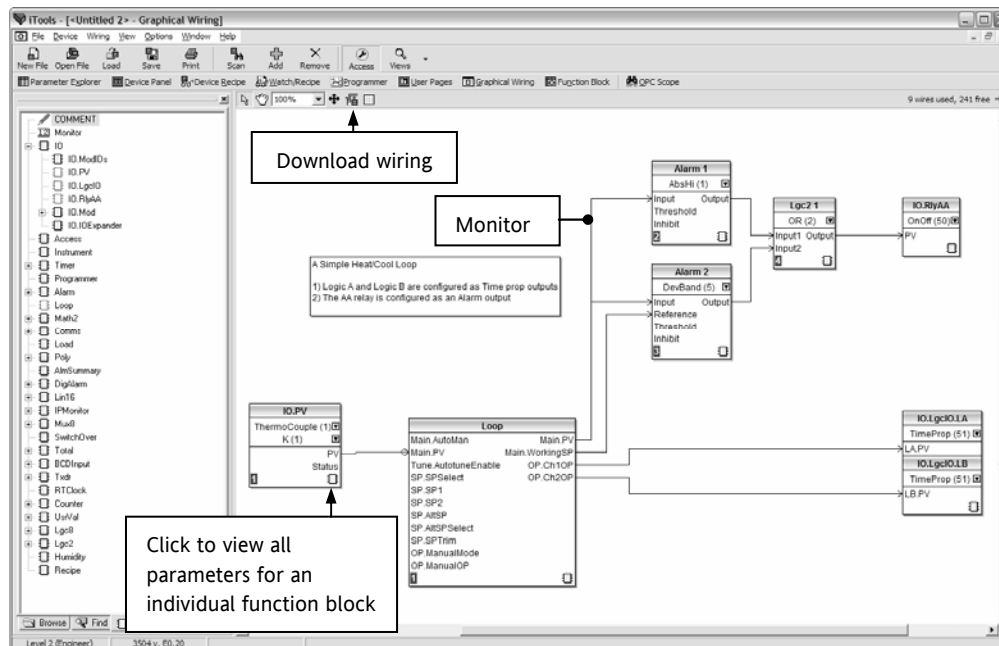 iTools - [<Untitled 2> - Graphical Wiring]
File Device Wiring View Options Window Help
New File Open File Load Save Print Scan Add Remove Access Views
Parameter Explorer Device Panel Device Recipe Watch/Recipe Programmer User Pages Graphical Wiring Function Block OPC Scope
100%
9 wires used, 241 free
COMMENT
Monitor
IO
IO.ModIDs
IO.PV
IO.LgcIO
IO.RlyAA
IO.Mod
IO.IOExpander
Access
Instrument
Timer
Programmer
Alarm
Loop
Math2
Comms
Load
Poly
AlmSummary
DigAlarm
Lin16
IPMonitor
Mux8
SwitchOver
Total
BCDInput
Txdr
RTClock
Counter
UsrVal
Lgc8
Lgc2
Humidity
Recipe
Browse Find
Level 2 (Engineer) 3504 v. E0.20
Download wiring
Monitor
A Simple Heat/Cool Loop
1) Logic A and Logic B are configured as Time prop outputs
2) The AA relay is configured as an Alarm output
Alarm 1
AbsHi (1)
Input Output
Threshold
Inhibit
Lgc2 1
OR (2)
Input1 Output
Input2
IO.RlyAA
OnOff (50)
PV
Alarm 2
DevBand (5)
Input Output
Reference
Threshold
Inhibit
IO.PV
ThermoCouple (1)
K (1)
PV
Status
Loop
Main.AutoMan Main.PV
Main.PV Main.WorkingSP
Tune.AutotuneEnable OP.Ch1OP
SP.SPSelect OP.Ch2OP
SP.SP1
SP.SP2
SP.AltSP
SP.AltSPSelect
SP.SPTrim
OP.ManualMode
OP.ManualOP
IO.LgcIO.LA
TimeProp (51)
LA.PV
IO.LgcIO.LB
TimeProp (51)
LB.PV
Click to view all
parameters for an
individual function block